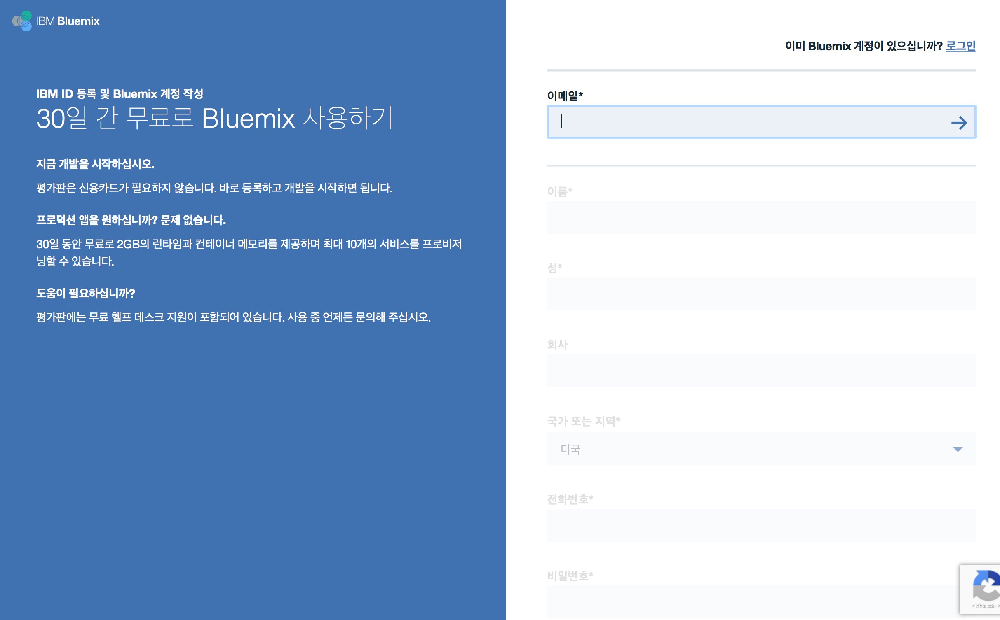 IBM Bluemix
IBM ID 등록 및 Bluemix 계정 작성
30일 간 무료로 Bluemix 사용하기
지금 개발을 시작하십시오.
평가판은 신용카드가 필요하지 않습니다. 바로 등록하고 개발을 시작하면 됩니다.
프로덕션 앱을 원하십니까? 문제 없습니다.
30일 동안 무료로 2GB의 런타임과 컨테이너 메모리를 제공하며 최대 10개의 서비스를 프로비저
닝할 수 있습니다.
도움이 필요하십니까?
평가판에는 무료 헬프 데스크 지원이 포함되어 있습니다. 사용 중 언제든 문의해 주십시오.
이미 Bluemix 계정이 있으십니까? 로그인
이메일*
이름*
성*
회사
국가 또는 지역*
미국
전화번호*
비밀번호*
개인정보 보호 -